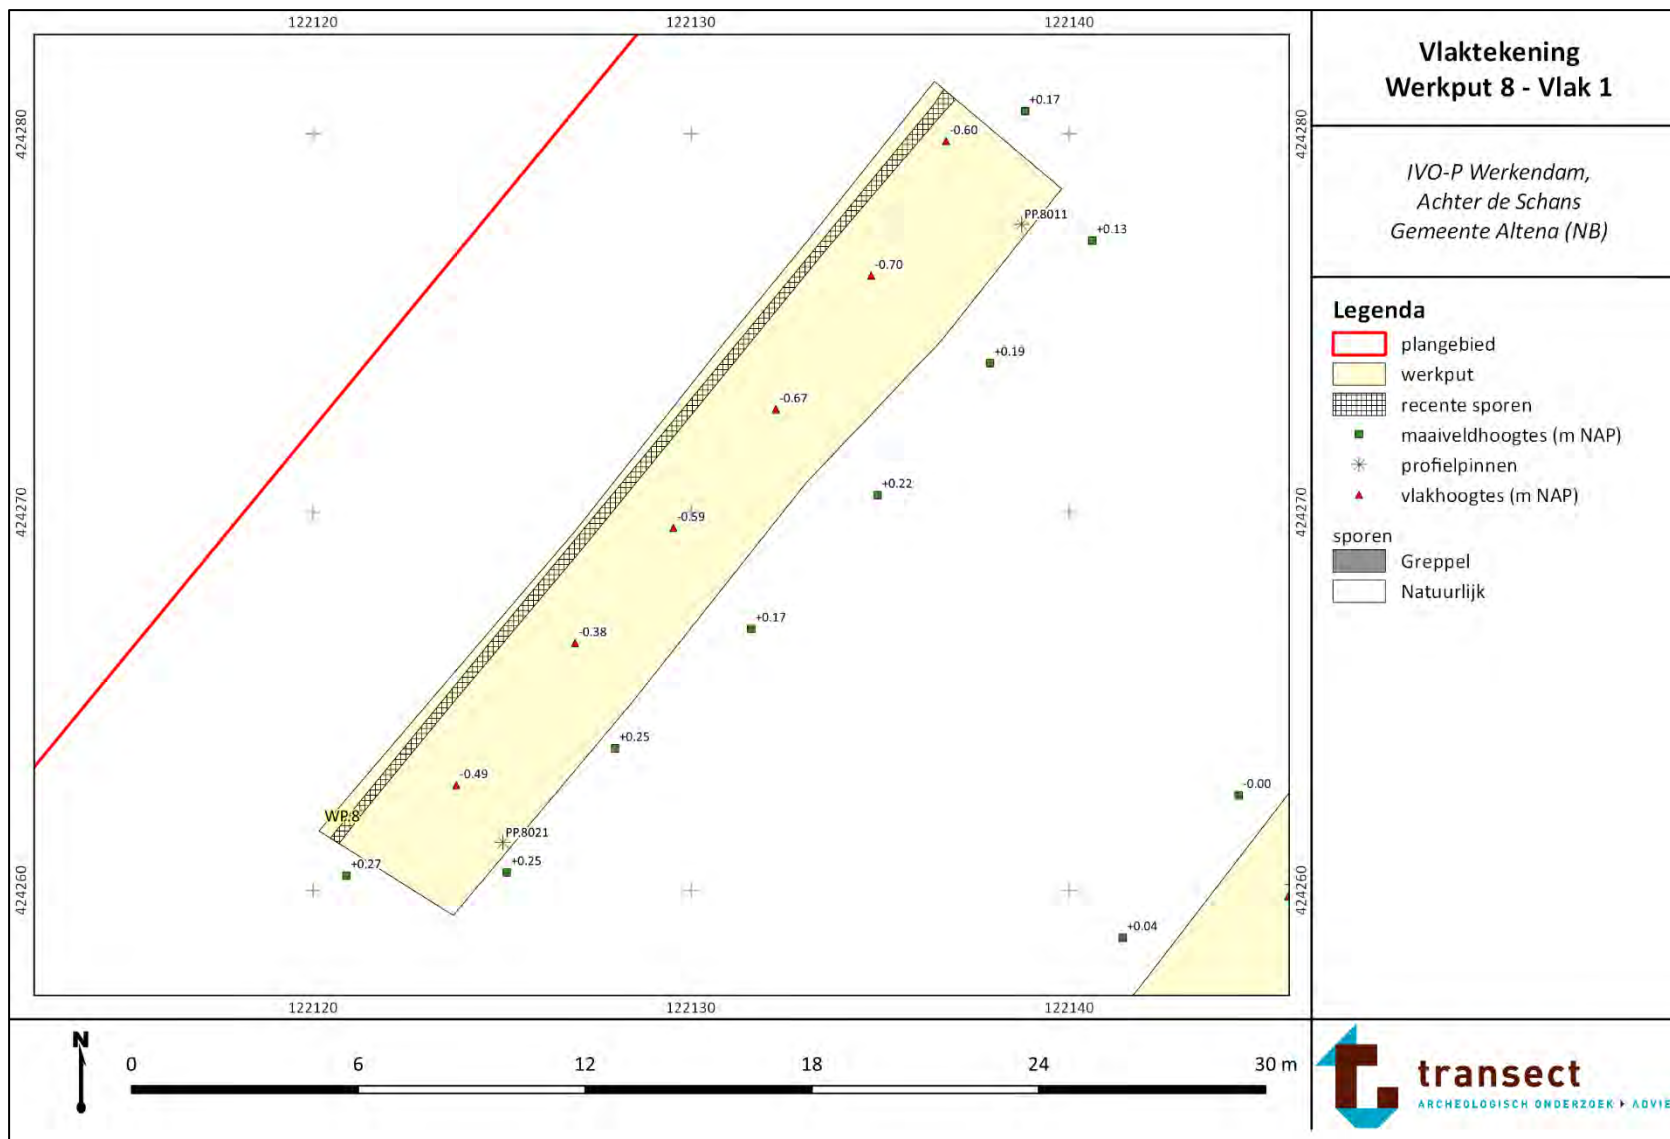 122120
122130
122140
424280
424280
424270
424270
424260
424260
+0.17
-0.60
PP.8011
+0.13
-0.70
+0.19
-0.67
+0.22
-0.59
+0.17
-0.38
+0.25
-0.49
-0.00
WP.8
PP.8021
+0.27
+0.25
+0.04
122120
122130
122140
N
0
6
12
18
24
30 m
Vlaktekening
Werkput 8 - Vlak 1
IVO-P Werkendam,
Achter de Schans
Gemeente Altena (NB)
Legenda
plangebied
werkput
recente sporen
maaiveldhoogtes (m NAP)
profielpinnen
vlakhoogtes (m NAP)
sporen
Greppel
Natuurlijk
transect
ARCHEOLOGISCH ONDERZOEK ▸ ADVIE